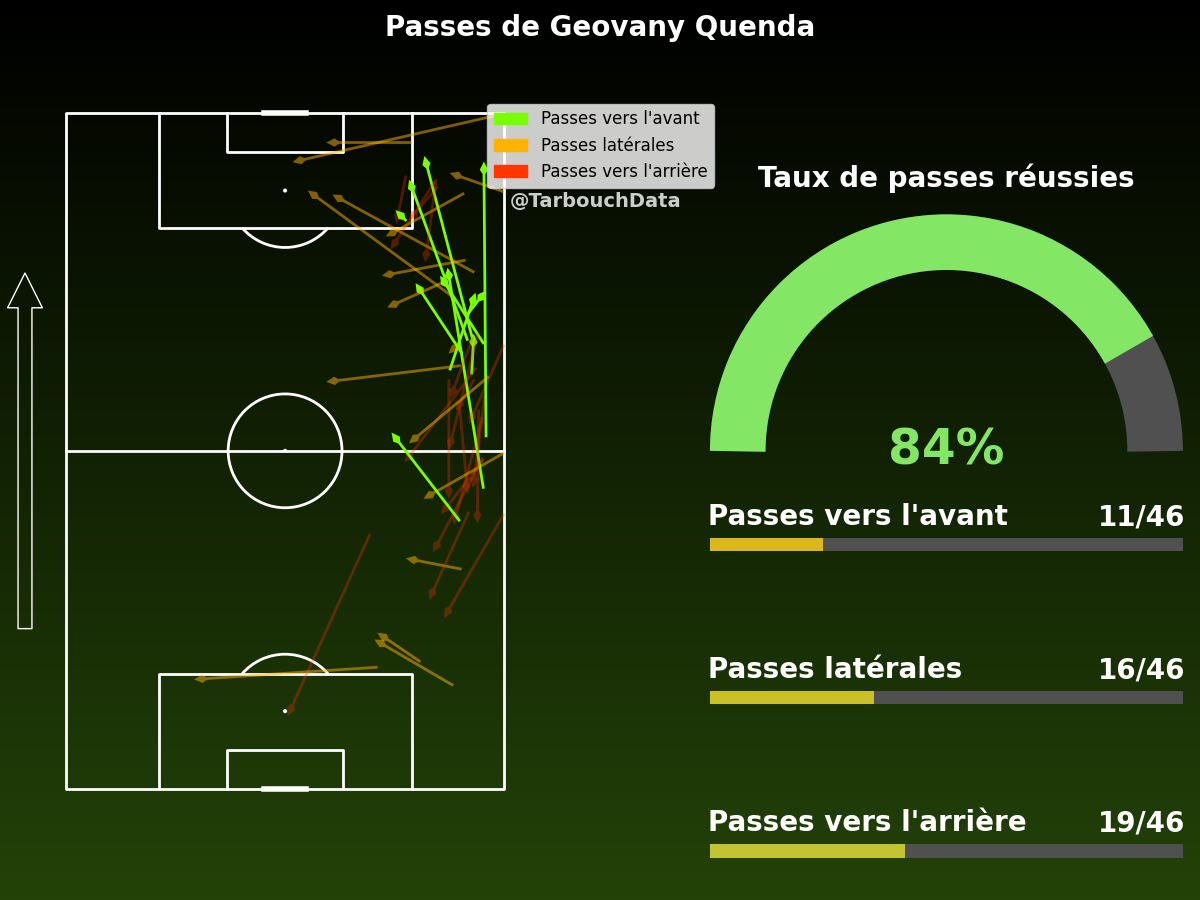 Passes de Geovany Quenda
Passes vers l'avant
Passes latérales
Passes vers l'arrière
@TarbouchData
Taux de passes réussies
84%
Passes vers l'avant 11/46
Passes latérales 16/46
Passes vers l'arrière 19/46